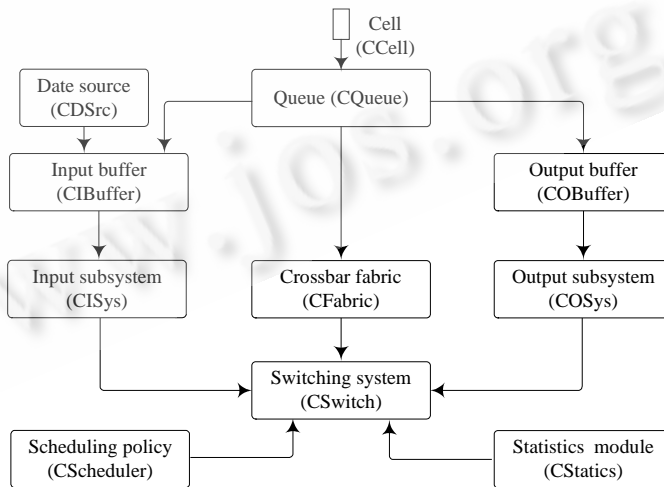 Cell
(CCell)
Date source
(CDSrc)
Queue (CQueue)
Input buffer
(CIBuffer)
Output buffer
(COBuffer)
Input subsystem
(CISys)
Crossbar fabric
(CFabric)
Output subsystem
(COSys)
Switching system
(CSwitch)
Scheduling policy
(CScheduler)
Statistics module
(CStatics)
www.jos.org